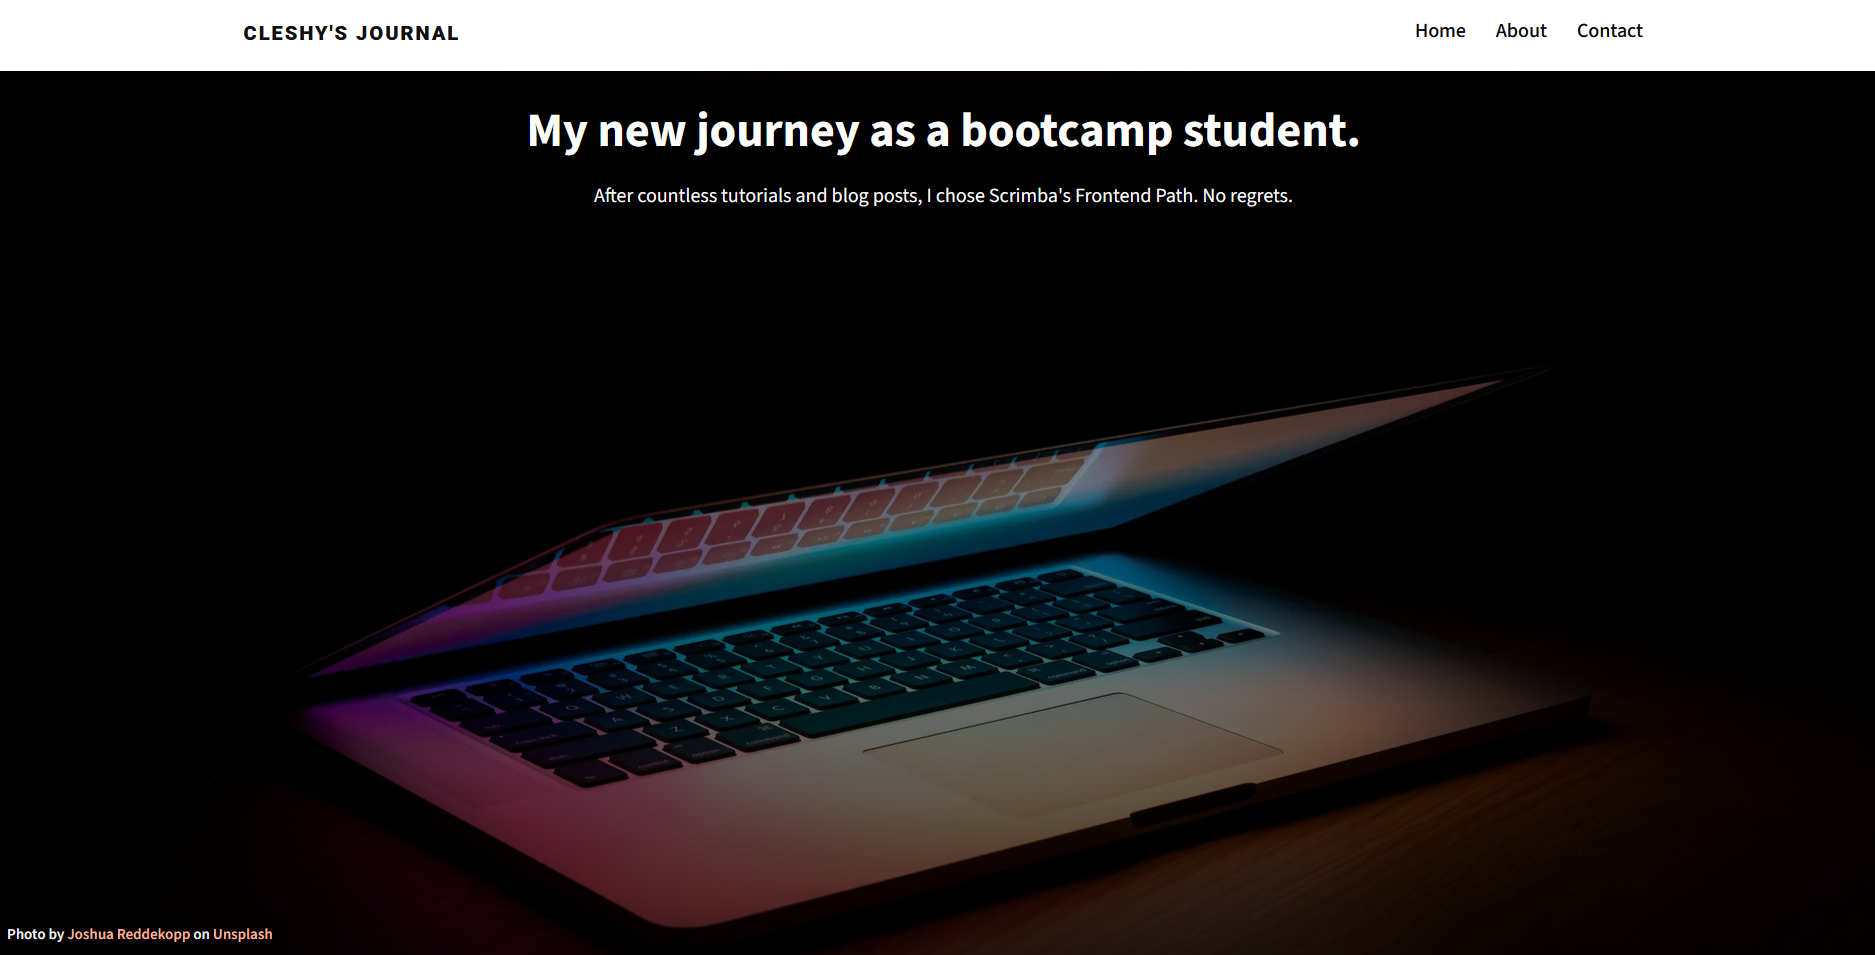 CLESHY'S JOURNAL
Home About Contact
My new journey as a bootcamp student.
After countless tutorials and blog posts, I chose Scrimba's Frontend Path. No regrets.
Photo by Joshua Reddekopp on Unsplash